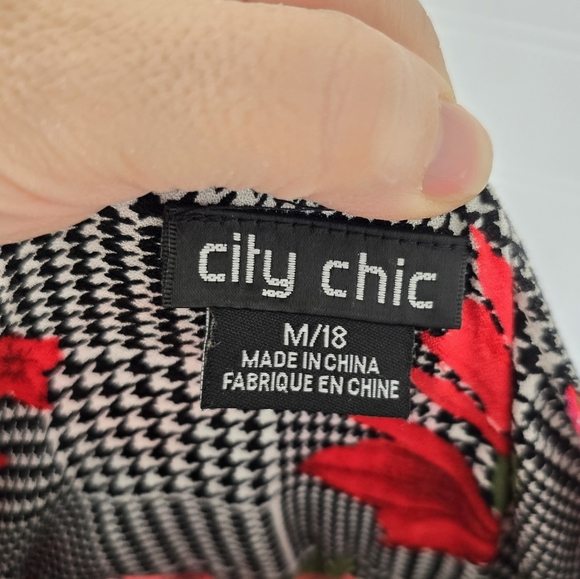 city chic
M/18
MADE IN CHINA
FABRIQUE EN CHINE